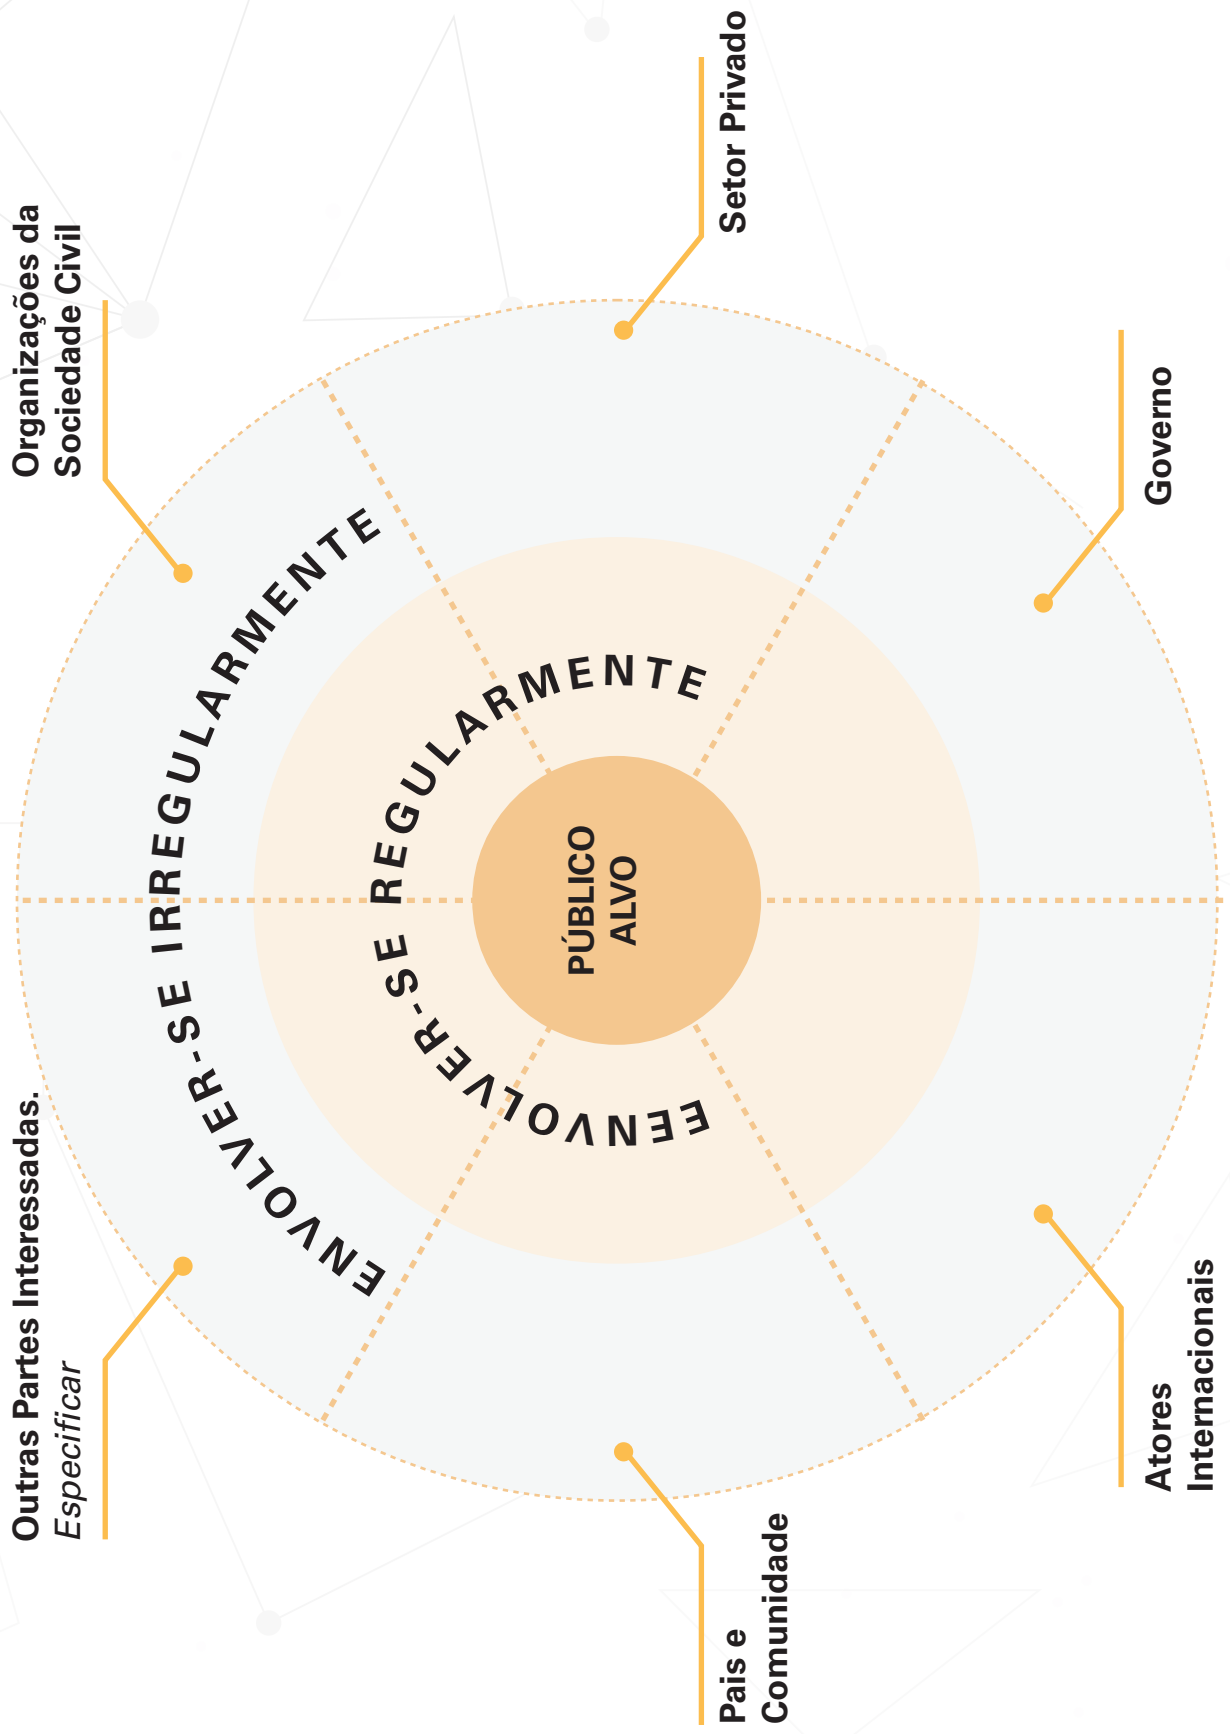 Outras Partes Interessadas.
Especificar
Organizações da
Sociedade Civil
ENVOLVER-SE IRREGULARMENTE
EENVOLVER-SE REGULARMENTE
PÚBLICO
ALVO
Pais e
Comunidade
Setor Privado
Atores
Internacionais
Governo